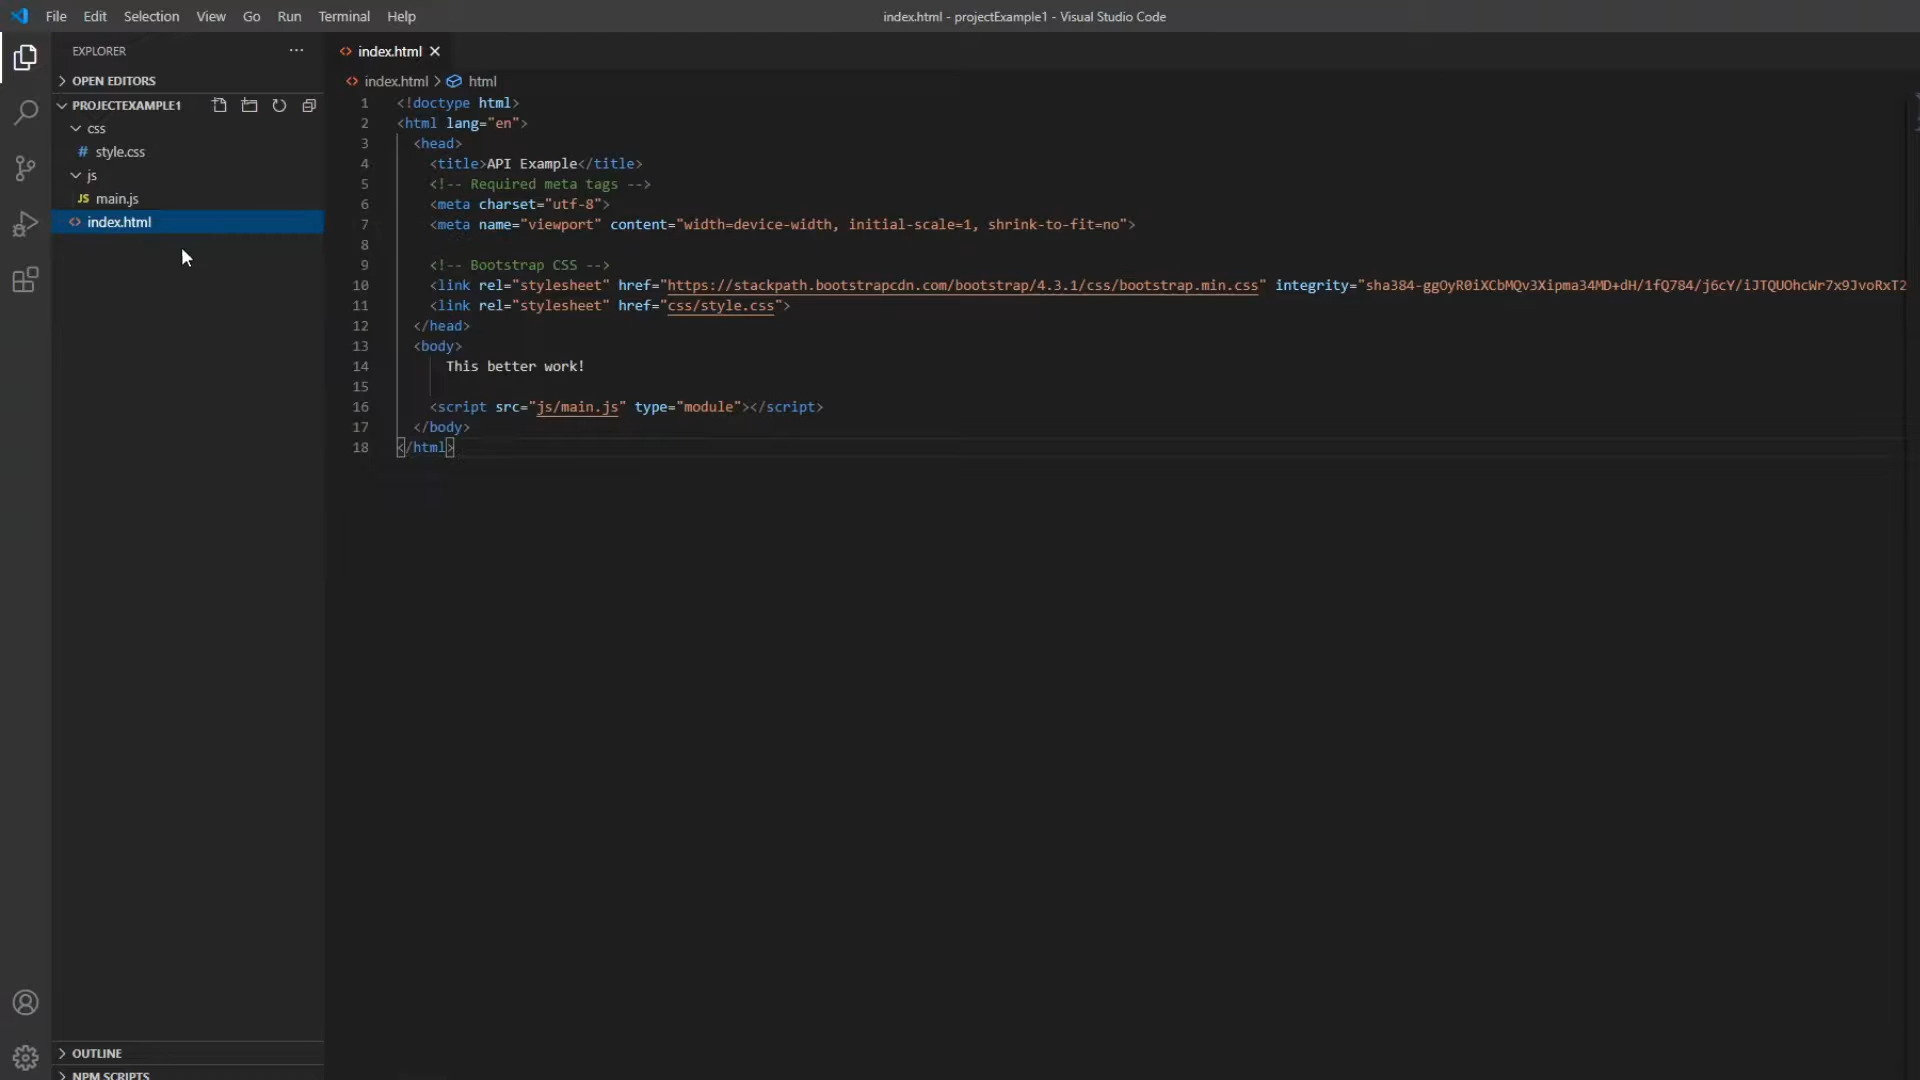 File Edit Selection View Go Run Terminal Help
index.html - projectExample1 - Visual Studio Code
EXPLORER
OPEN EDITORS
PROJECTEXAMPLE1
css
# style.css
js
JS main.js
<> index.html
OUTLINE
NPM SCRIPTS
<> index.html
<> index.html > html
1 <!doctype html>
2 <html lang="en">
3 <head>
4 <title>API Example</title>
5 <!-- Required meta tags -->
6 <meta charset="utf-8">
7 <meta name="viewport" content="width=device-width, initial-scale=1, shrink-to-fit=no">
8
9 <!-- Bootstrap CSS -->
10 <link rel="stylesheet" href="https://stackpath.bootstrapcdn.com/bootstrap/4.3.1/css/bootstrap.min.css" integrity="sha384-ggOyR0iXCbMQv3Xipma34MD+dH/1fQ784/j6cY/iJTQUOhcWr7x9JvoRxT2
11 <link rel="stylesheet" href="css/style.css">
12 </head>
13 <body>
14 This better work!
15
16 <script src="js/main.js" type="module"></script>
17 </body>
18 </html>